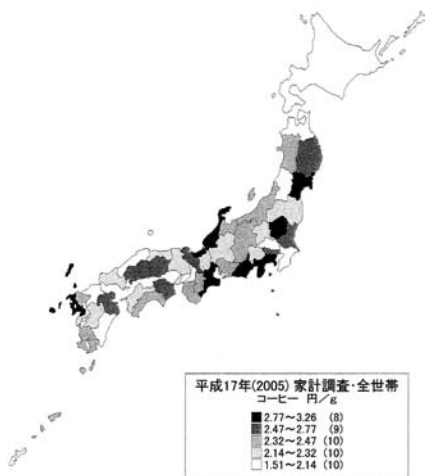 平成17年(2005) 家計調査・全世帯
コーヒー 円/g
2.77~3.26 (8)
2.47~2.77 (9)
2.32~2.47 (10)
2.14~2.32 (10)
1.51~2.14 (10)